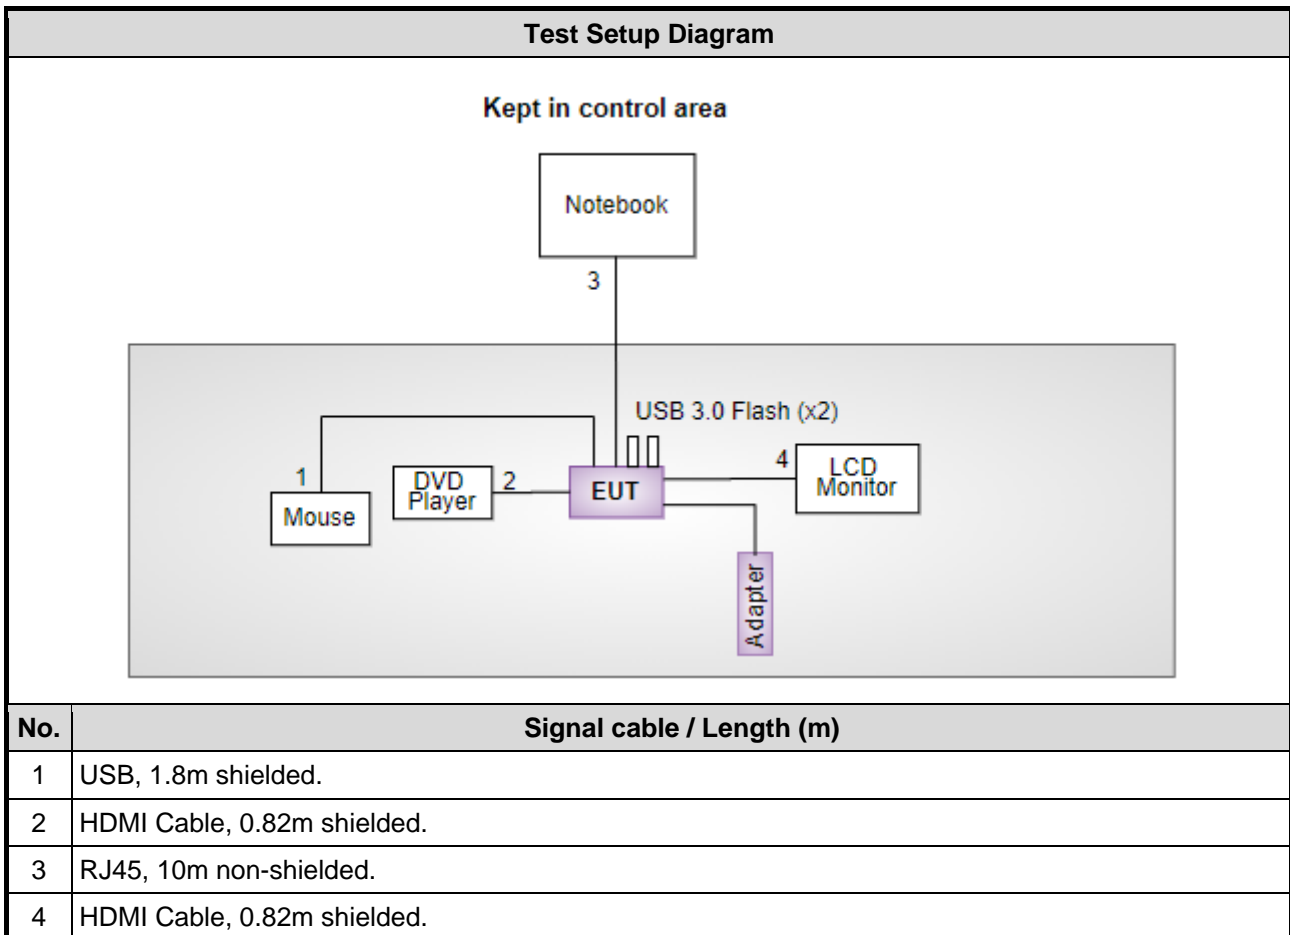 Test Setup Diagram
Kept in control area
Notebook
3
USB 3.0 Flash (x2)
1
Mouse
DVD
Player
2
EUT
4
LCD
Monitor
Adapter
No. Signal cable / Length (m)
1 USB, 1.8m shielded.
2 HDMI Cable, 0.82m shielded.
3 RJ45, 10m non-shielded.
4 HDMI Cable, 0.82m shielded.